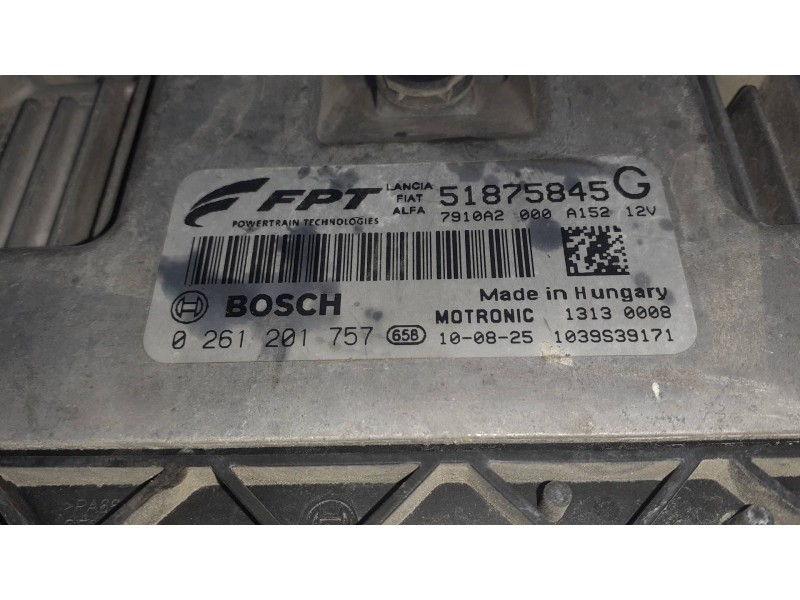 FPT
POWERTRAIN TECHNOLOGIES
LANCIA
FIAT
ALFA
51875845 G
7910A2 000 A152 12V
BOSCH
Made in Hungary
MOTRONIC 1313 0008
0 261 201 757 658 10-08-25 1039S39171